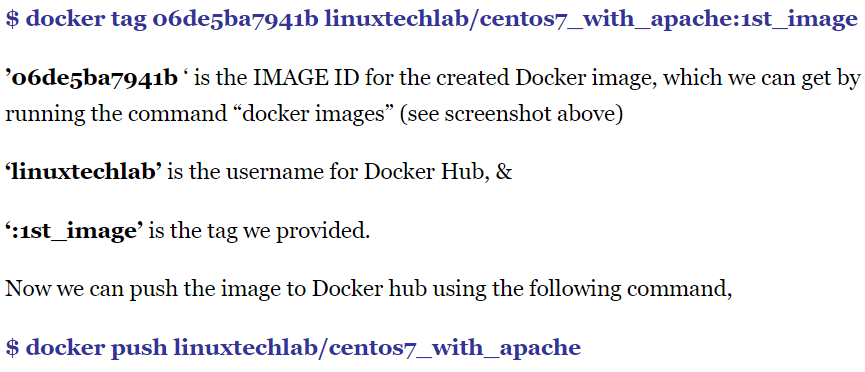 $ docker tag 06de5ba7941b linuxtechlab/centos7_with_apache:1st_image
’06de5ba7941b ‘ is the IMAGE ID for the created Docker image, which we can get by
running the command “docker images” (see screenshot above)
‘linuxtechlab’ is the username for Docker Hub, &
‘:1st_image’ is the tag we provided.
Now we can push the image to Docker hub using the following command,
$ docker push linuxtechlab/centos7_with_apache